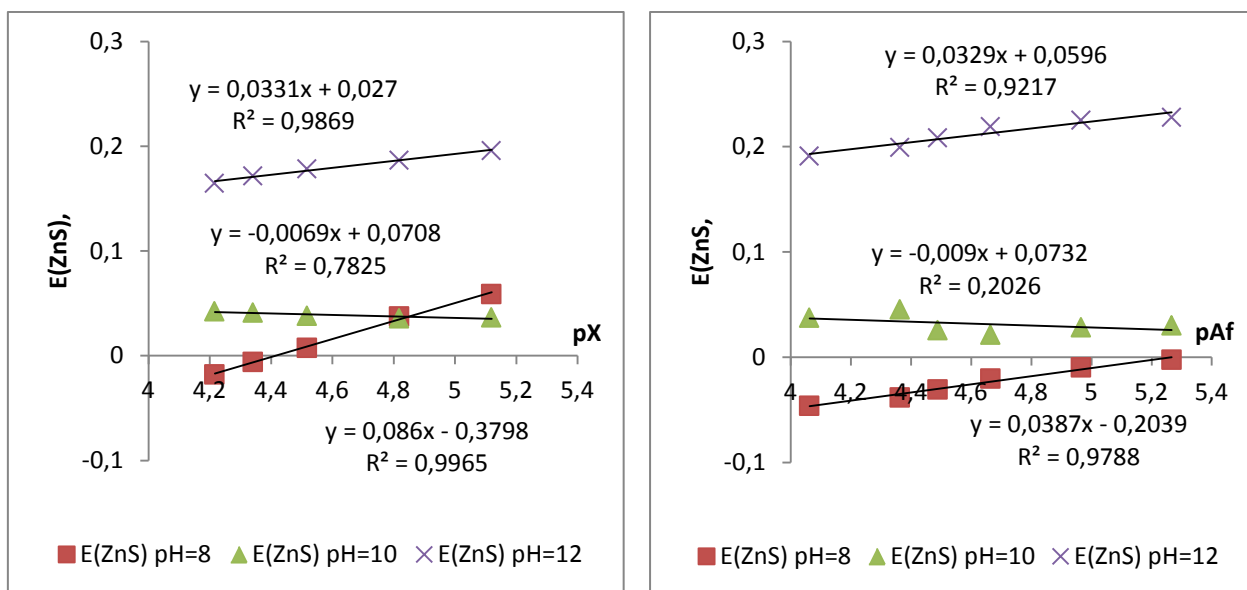 0,3
y = 0,0331x + 0,027
R² = 0,9869
0,2
y = -0,0069x + 0,0708
R² = 0,7825
0,1
0
-0,1
E(ZnS),
pX
4 4,2 4,4 4,6 4,8 5 5,2 5,4
y = 0,086x - 0,3798
R² = 0,9965
E(ZnS) pH=8 E(ZnS) pH=10 E(ZnS) pH=12
0,3
y = 0,0329x + 0,0596
R² = 0,9217
0,2
y = -0,009x + 0,0732
R² = 0,2026
0,1
0
-0,1
E(ZnS,
pAf
4 4,2 4,4 4,6 4,8 5 5,2 5,4
y = 0,0387x - 0,2039
R² = 0,9788
E(ZnS) pH=8 E(ZnS) pH=10 E(ZnS) pH=12